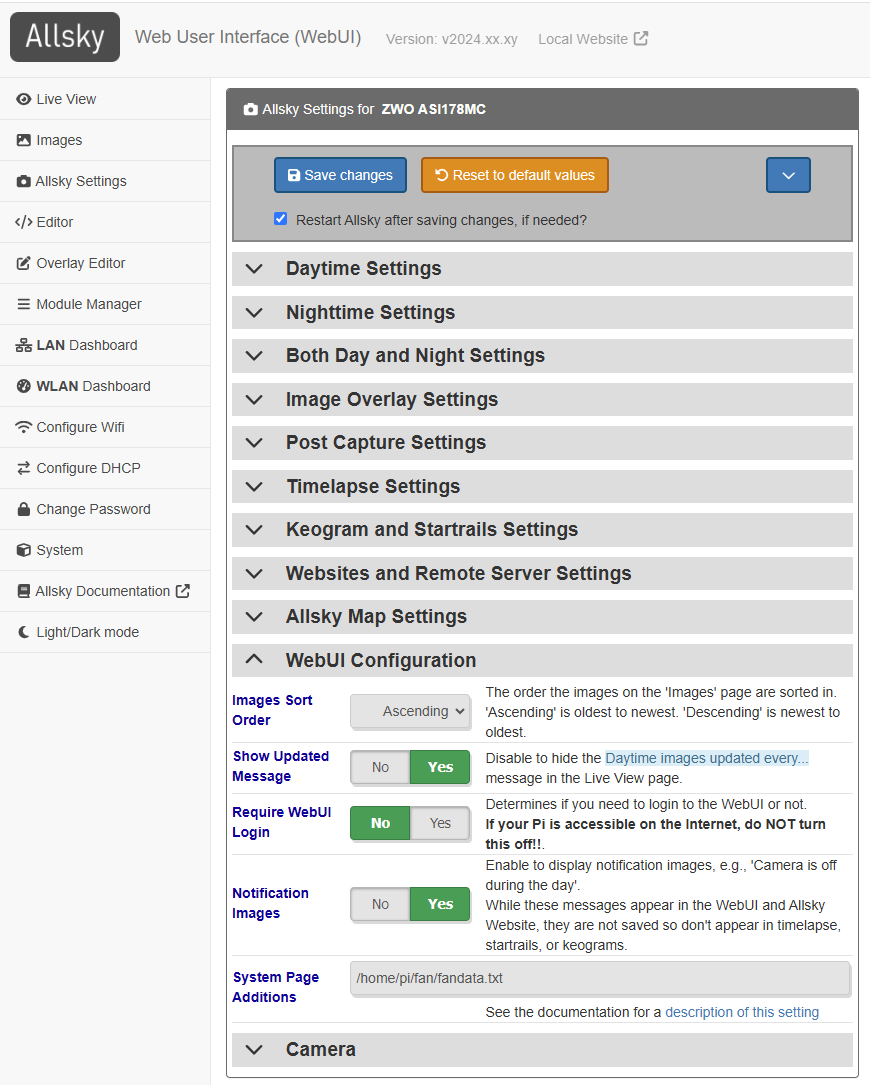 Allsky Web User Interface (WebUI) Version: v2024.xx.xy Local Website
Live View
Images
Allsky Settings
Editor
Overlay Editor
Module Manager
LAN Dashboard
WLAN Dashboard
Configure Wifi
Configure DHCP
Change Password
System
Allsky Documentation
Light/Dark mode
Allsky Settings for ZWO ASI178MC
Save changes Reset to default values
Restart Allsky after saving changes, if needed?
Daytime Settings
Nighttime Settings
Both Day and Night Settings
Image Overlay Settings
Post Capture Settings
Timelapse Settings
Keogram and Startrails Settings
Websites and Remote Server Settings
Allsky Map Settings
WebUI Configuration
Images Sort
Order
Ascending
The order the images on the 'Images' page are sorted in.
'Ascending' is oldest to newest. 'Descending' is newest to
oldest.
Show Updated
Message
No Yes
Disable to hide the Daytime images updated every...
message in the Live View page.
Require WebUI
Login
No Yes
Determines if you need to login to the WebUI or not.
If your Pi is accessible on the Internet, do NOT turn
this off!!.
Notification
Images
No Yes
Enable to display notification images, e.g., 'Camera is off
during the day'.
While these messages appear in the WebUI and Allsky
Website, they are not saved so don't appear in timelapse,
startrails, or keograms.
System Page
Additions
/home/pi/fan/fandata.txt
See the documentation for a description of this setting
Camera